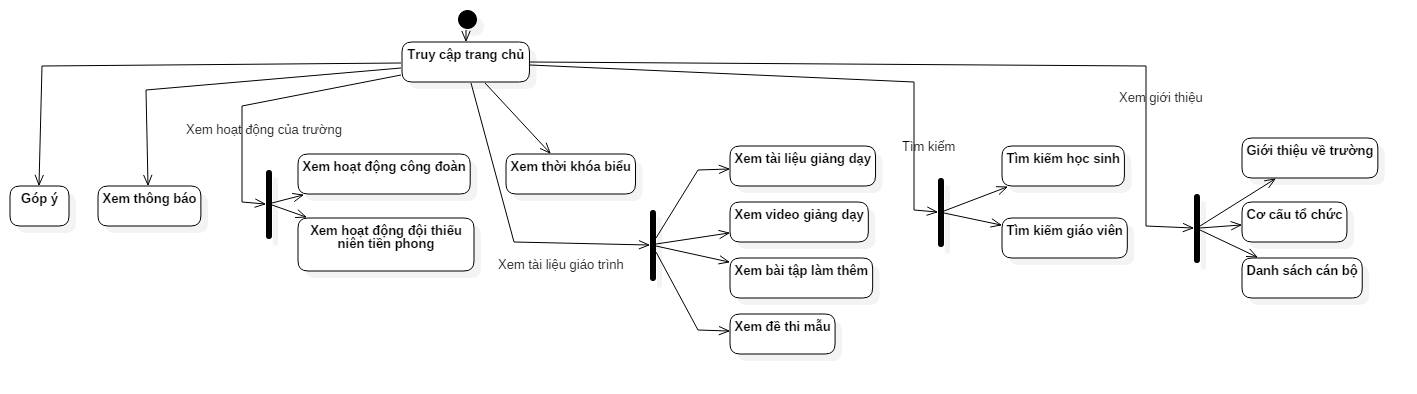 Truy cập trang chủ
Góp ý
Xem thông báo
Xem hoạt động của trường
Xem hoạt động công đoàn
Xem hoạt động đội thiếu
niên tiền phong
Xem thời khóa biểu
Xem tài liệu giáo trình
Xem tài liệu giảng dạy
Xem video giảng dạy
Xem bài tập làm thêm
Xem đề thi mẫu
Tìm kiếm
Tìm kiếm học sinh
Tìm kiếm giáo viên
Xem giới thiệu
Giới thiệu về trường
Cơ cấu tổ chức
Danh sách cán bộ